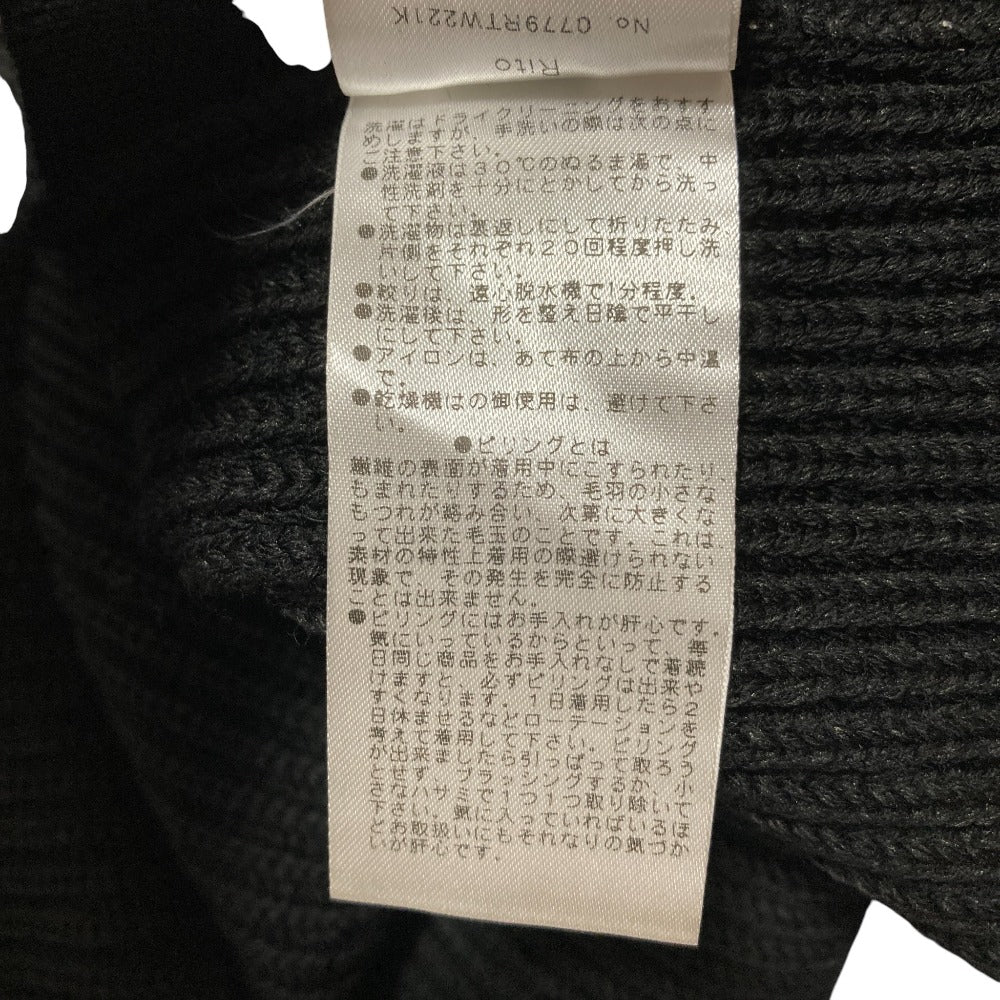 No. 0779RTW221K
Rito
洗濯はドライクリーニングをおすす
めしますが、手洗いの際は次の点に
ご注意下さい。
●洗濯液は30℃のぬるま湯で、中
性洗剤を十分にとかしてから洗っ
て下さい。
●洗濯物は裏返しにして折りたたみ
片側をそれぞれ20回程度押し洗
いして下さい。
●絞りは、遠心脱水機で1分程度。
●洗濯後は、形を整え日陰で平干し
にして下さい。
●アイロンは、あて布の上から中温
で。
●乾燥機はの御使用は、避けて下さ
い。
●ピリングとは
繊維の表面が着用中にこすられたり
もまれたりするため、毛羽の小さな
もつれが絡み合い、次第に大きくな
って出来た毛玉のことです。これは
素材の特性上着用の際避けられない
現象で、その発生を完全に防止する
ことは出来ません。
●ピリングにはお手入れが肝心です。
気にいっているからといって、毎
日同じ商品をお手入れなしで着続
けますと、必ずピリングは出来や
すくなります。1日着用したら2
日休ませるなどローテーションを
考えて着用して下さい。ピリング
が出来ましたら引っぱって取ろう
とせず、ブラッシングするか、小
さなハサミで1つ1つ取り除いて
下さい。気に入っていればいるほ
どお取扱いにもそれなりの気づか
いが肝心です。